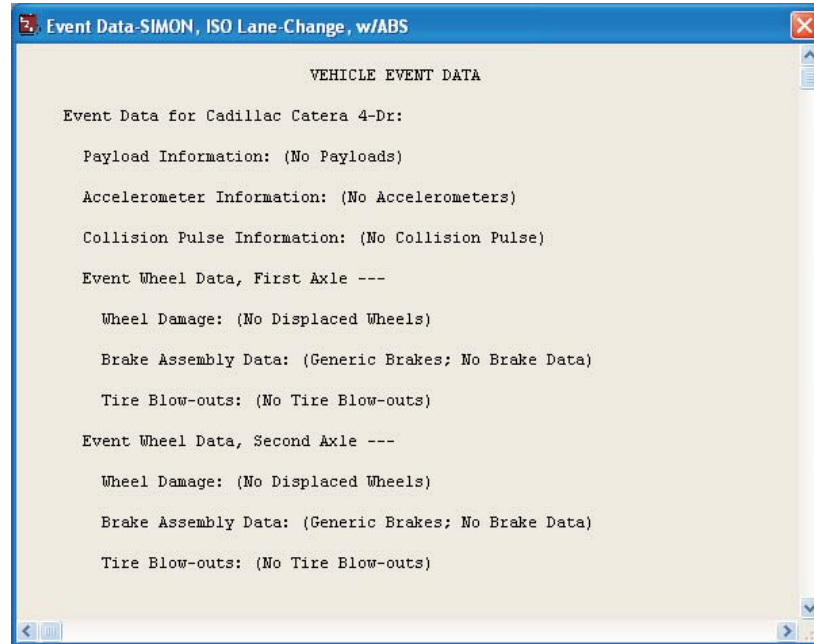 Event Data-SIMON, ISO Lane-Change, w/ABS
VEHICLE EVENT DATA
Event Data for Cadillac Catera 4-Dr:
Payload Information: (No Payloads)
Accelerometer Information: (No Accelerometers)
Collision Pulse Information: (No Collision Pulse)
Event Wheel Data, First Axle ---
Wheel Damage: (No Displaced Wheels)
Brake Assembly Data: (Generic Brakes; No Brake Data)
Tire Blow-outs: (No Tire Blow-outs)
Event Wheel Data, Second Axle ---
Wheel Damage: (No Displaced Wheels)
Brake Assembly Data: (Generic Brakes; No Brake Data)
Tire Blow-outs: (No Tire Blow-outs)